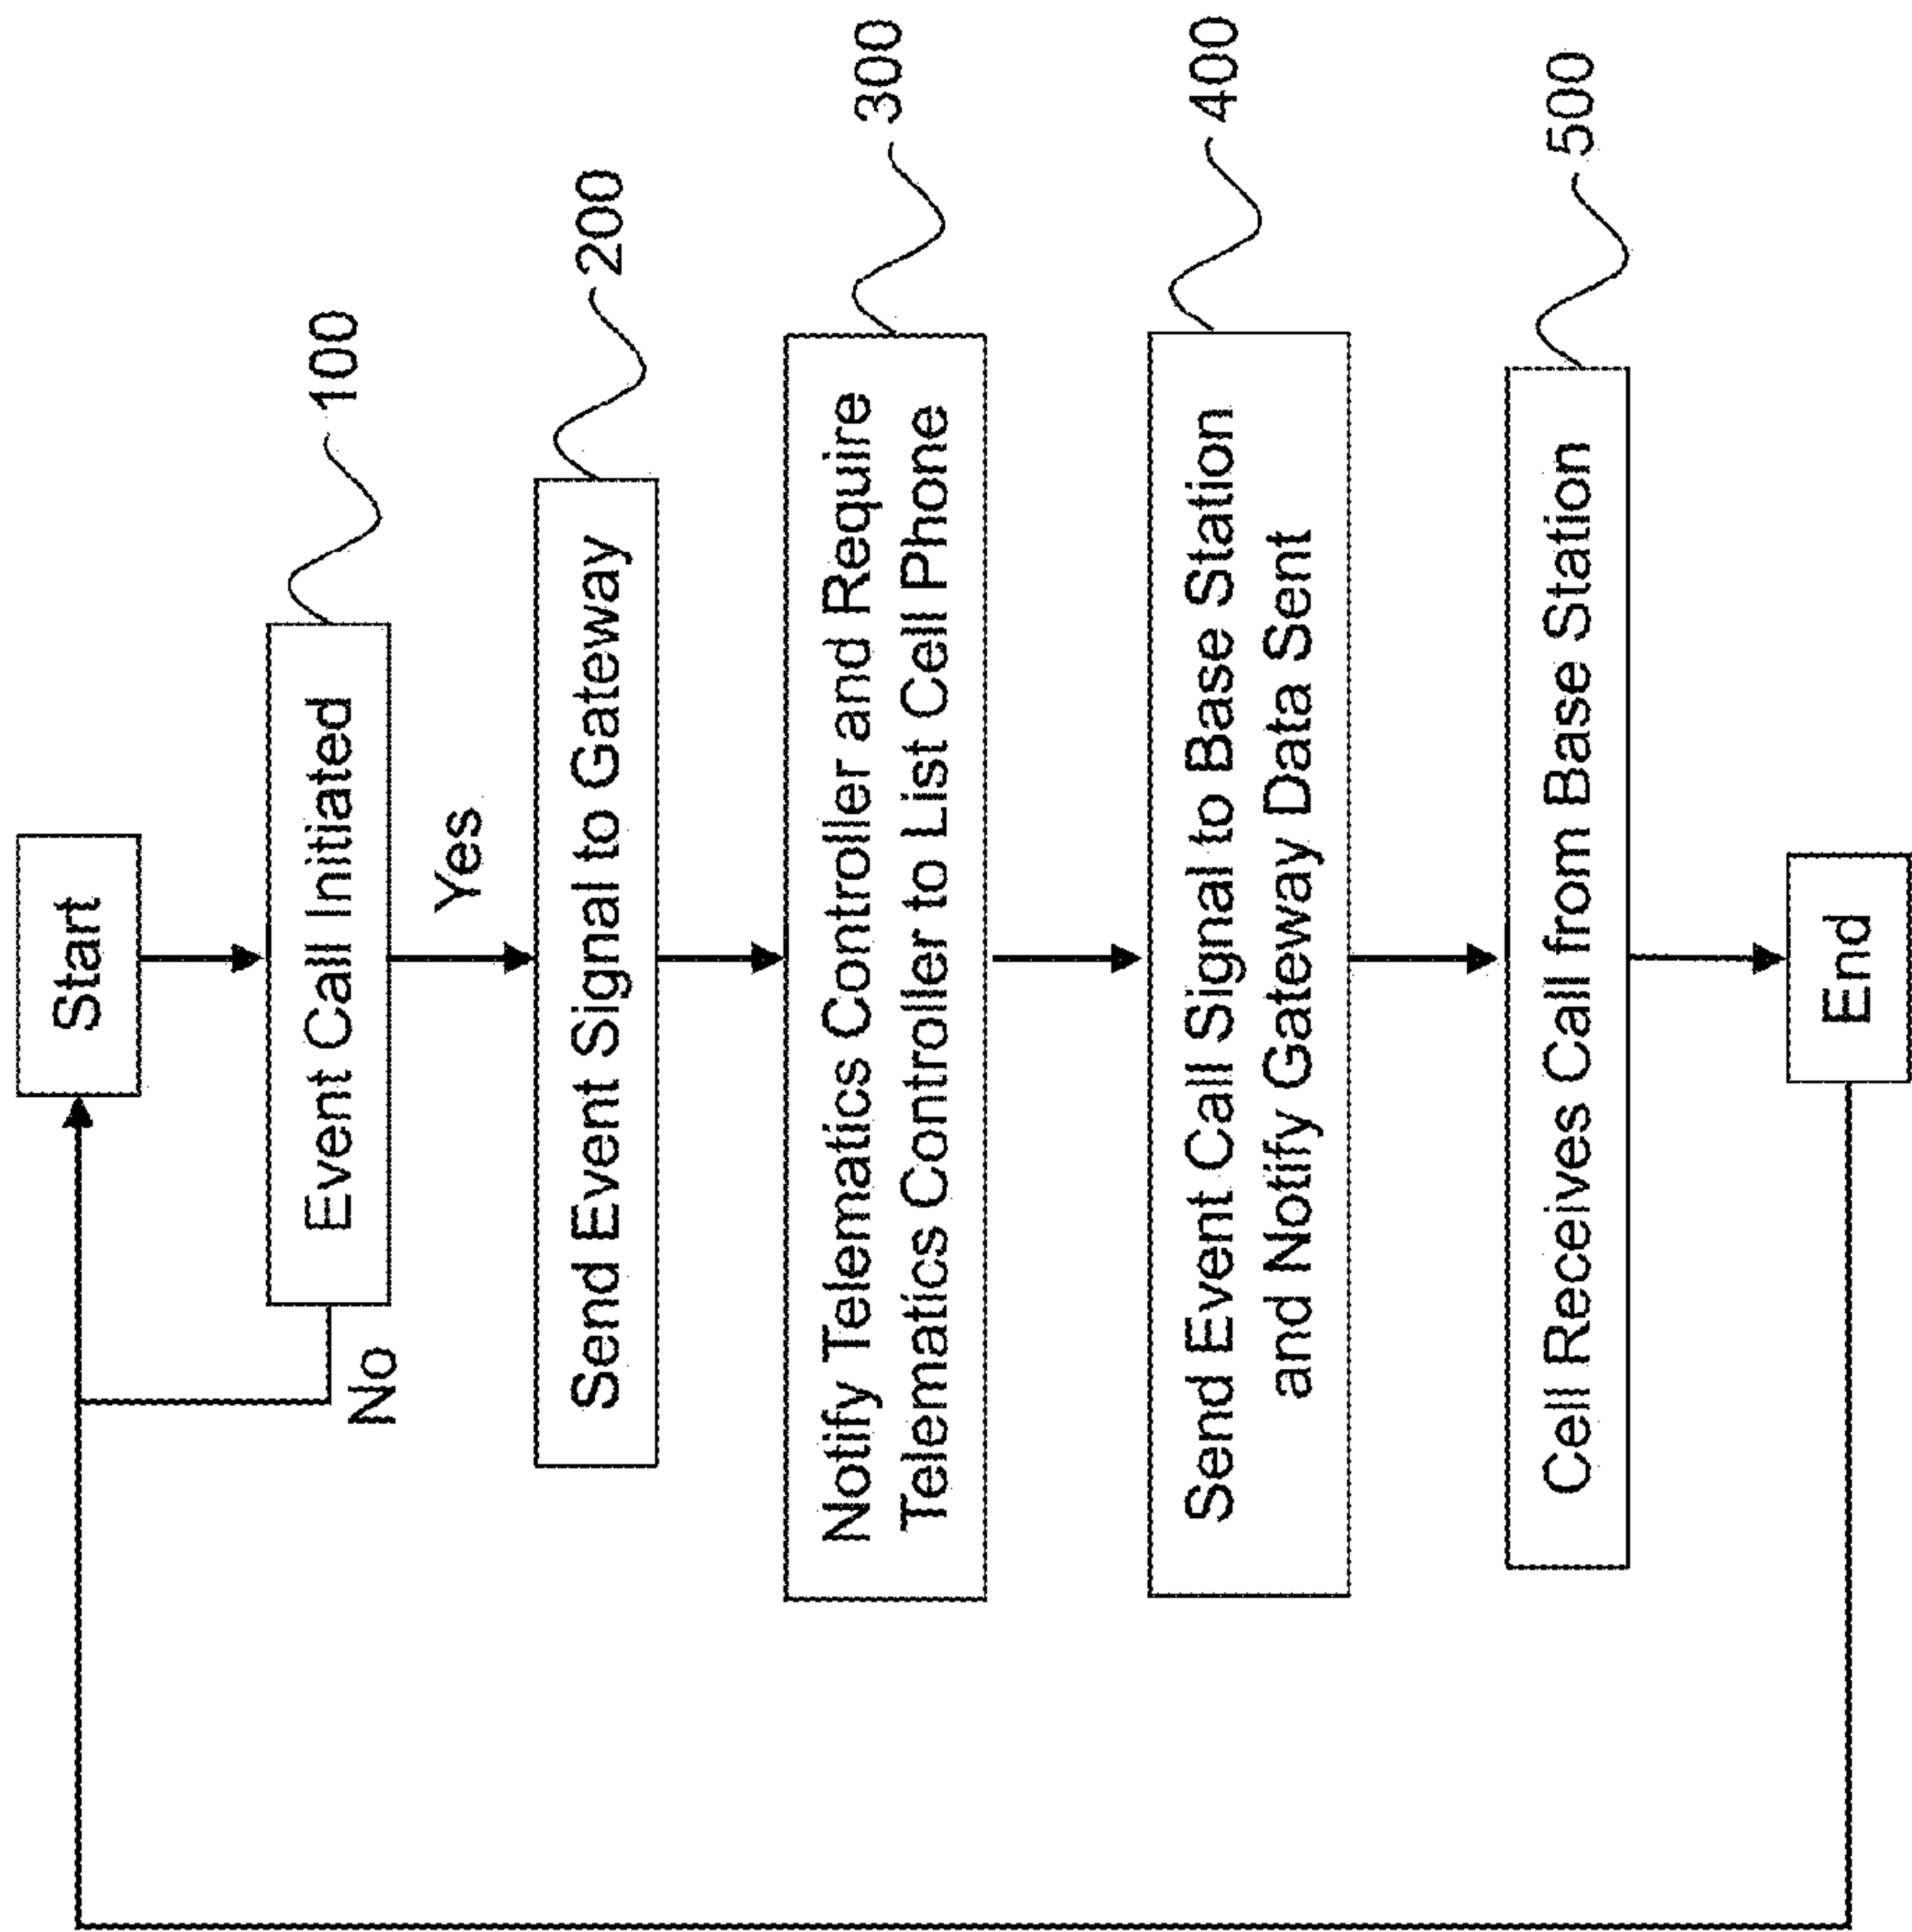 Start
Event Call Initiated
100
No
Yes
Send Event Signal to Gateway
200
Notify Telematics Controller and Require
Telematics Controller to List Cell Phone
300
Send Event Call Signal to Base Station
and Notify Gateway Data Sent
400
Cell Receives Call from Base Station
500
End